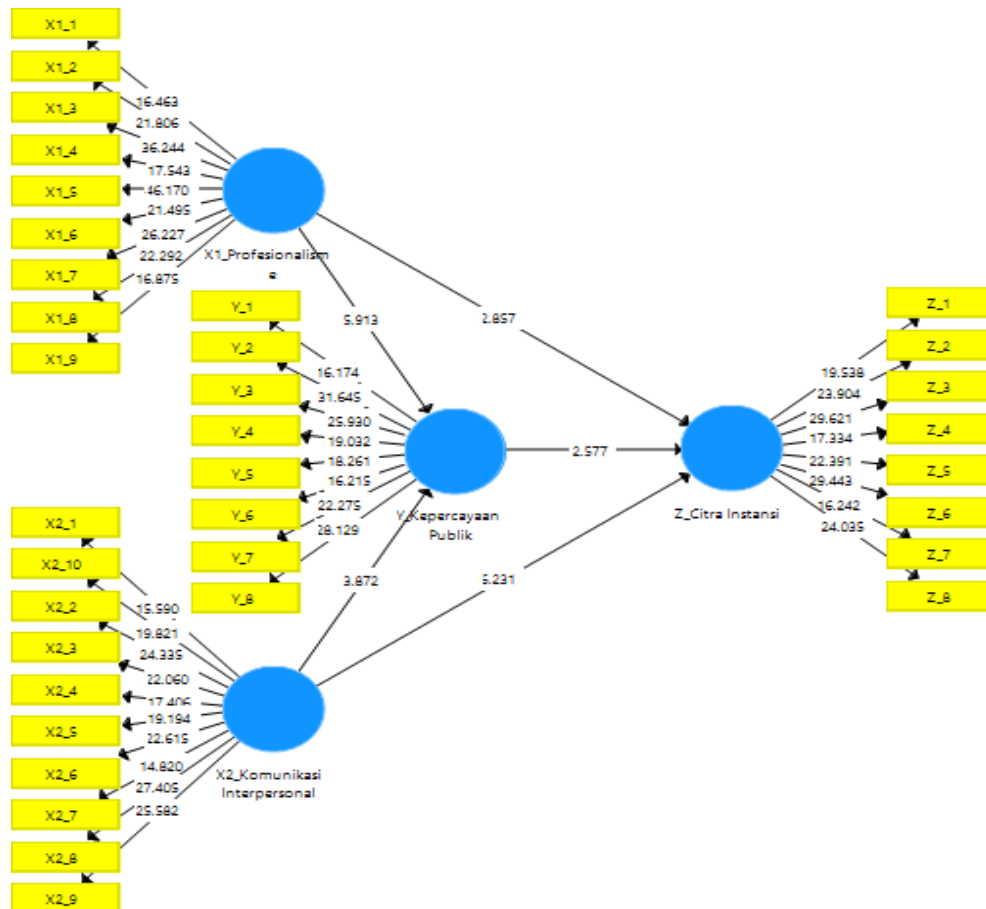 X1_1
X1_2
X1_3
X1_4
X1_5
X1_6
X1_7
X1_8
X1_9
16.463
21.806
36.244
17.543
46.170
21.495
26.227
22.292
16.875
X1_Profesionalism
e
5.913
2.857
Y_1
Y_2
Y_3
Y_4
Y_5
Y_6
Y_7
Y_8
16.174
31.645
25.930
19.032
18.261
16.215
22.275
28.129
Y_Kepercayaan
Publik
2.577
Z_Citra Instansi
19.538
23.904
29.621
17.334
22.391
29.443
16.242
24.035
Z_1
Z_2
Z_3
Z_4
Z_5
Z_6
Z_7
Z_8
3.872
X2_1
X2_10
X2_2
X2_3
X2_4
X2_5
X2_6
X2_7
X2_8
X2_9
15.590
19.821
24.335
22.060
17.406
19.194
22.615
14.820
27.405
25.582
X2_Komunikasi
Interpersonal